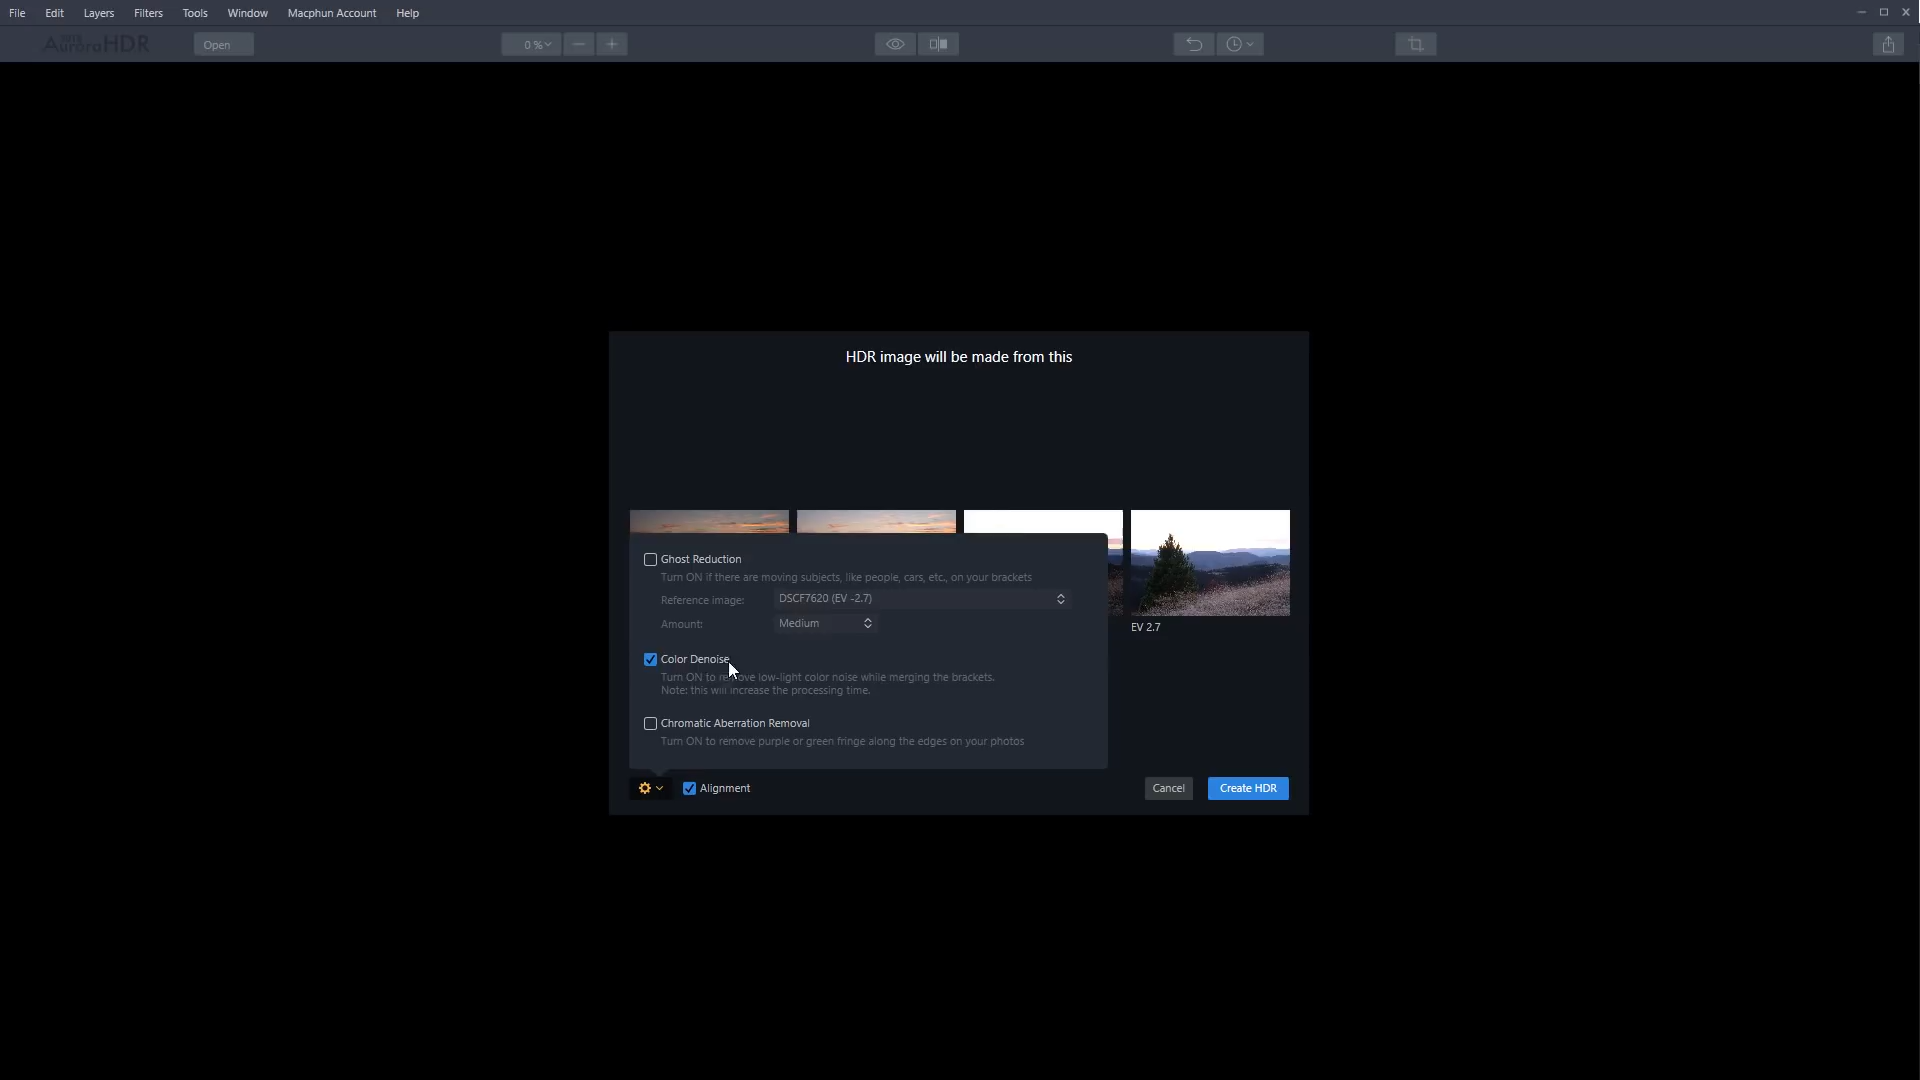 File Edit Layers Filters Tools Window Macphun Account Help
2018
AuroraHDR Open 0 %
HDR image will be made from this
Ghost Reduction
Turn ON if there are moving subjects, like people, cars, etc., on your brackets
Reference image: DSCF7620 (EV -2.7)
Amount: Medium
EV 2.7
Color Denoise
Turn ON to remove low-light color noise while merging the brackets.
Note: this will increase the processing time.
Chromatic Aberration Removal
Turn ON to remove purple or green fringe along the edges on your photos
Alignment Cancel Create HDR